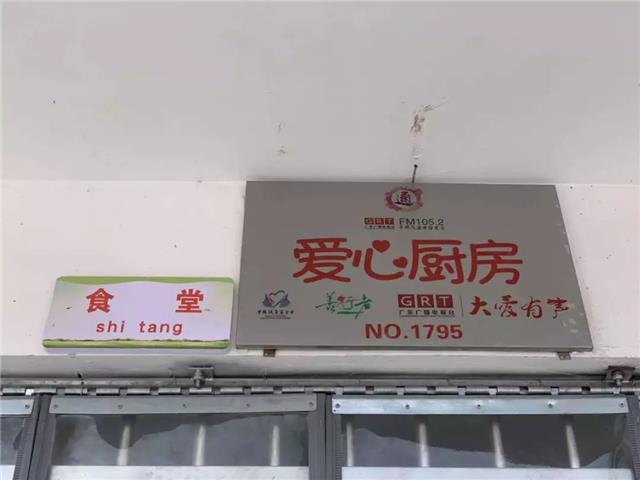 食 堂
shi tang
GRT FM105.2
爱心厨房
善行者
GRT
广东广播电视台
大爱有声
NO.1795